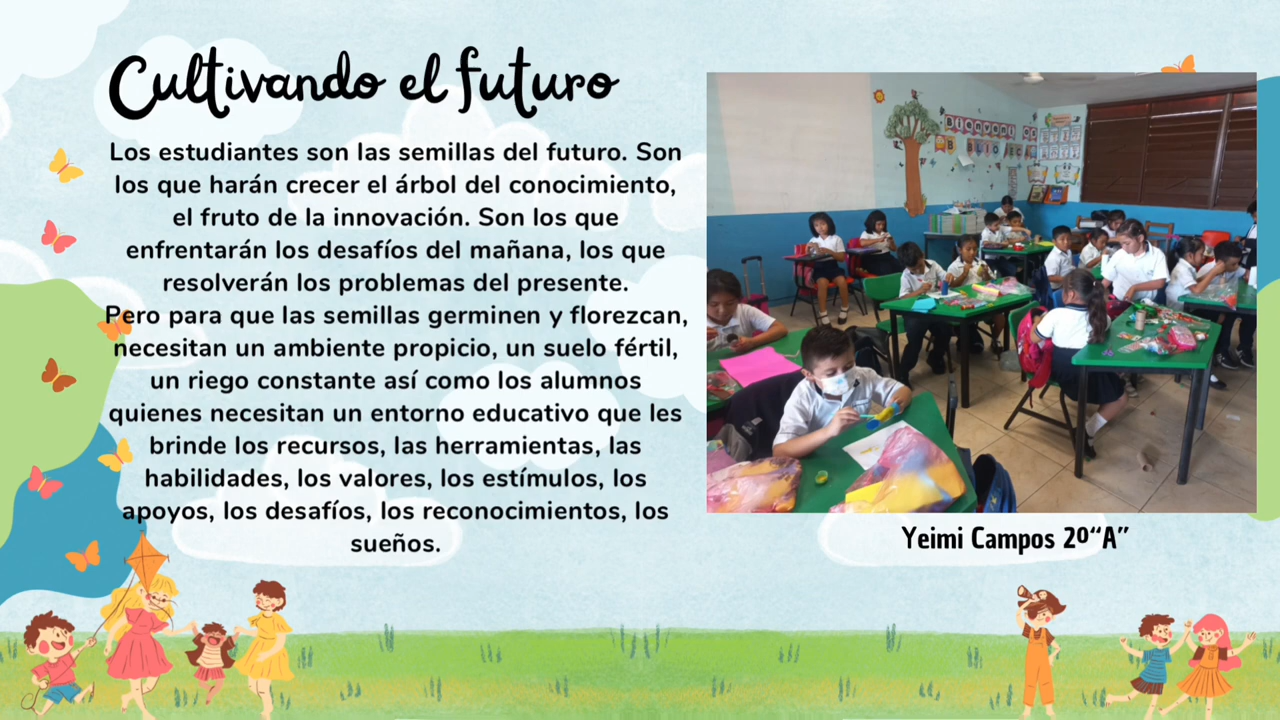 Cultivando el futuro
Los estudiantes son las semillas del futuro. Son
los que harán crecer el árbol del conocimiento,
el fruto de la innovación. Son los que
enfrentarán los desafíos del mañana, los que
resolverán los problemas del presente.
Pero para que las semillas germinen y florezcan,
necesitan un ambiente propicio, un suelo fértil,
un riego constante así como los alumnos
quienes necesitan un entorno educativo que les
brinde los recursos, las herramientas, las
habilidades, los valores, los estímulos, los
apoyos, los desafíos, los reconocimientos, los
sueños.
Yeimi Campos 2º“A”